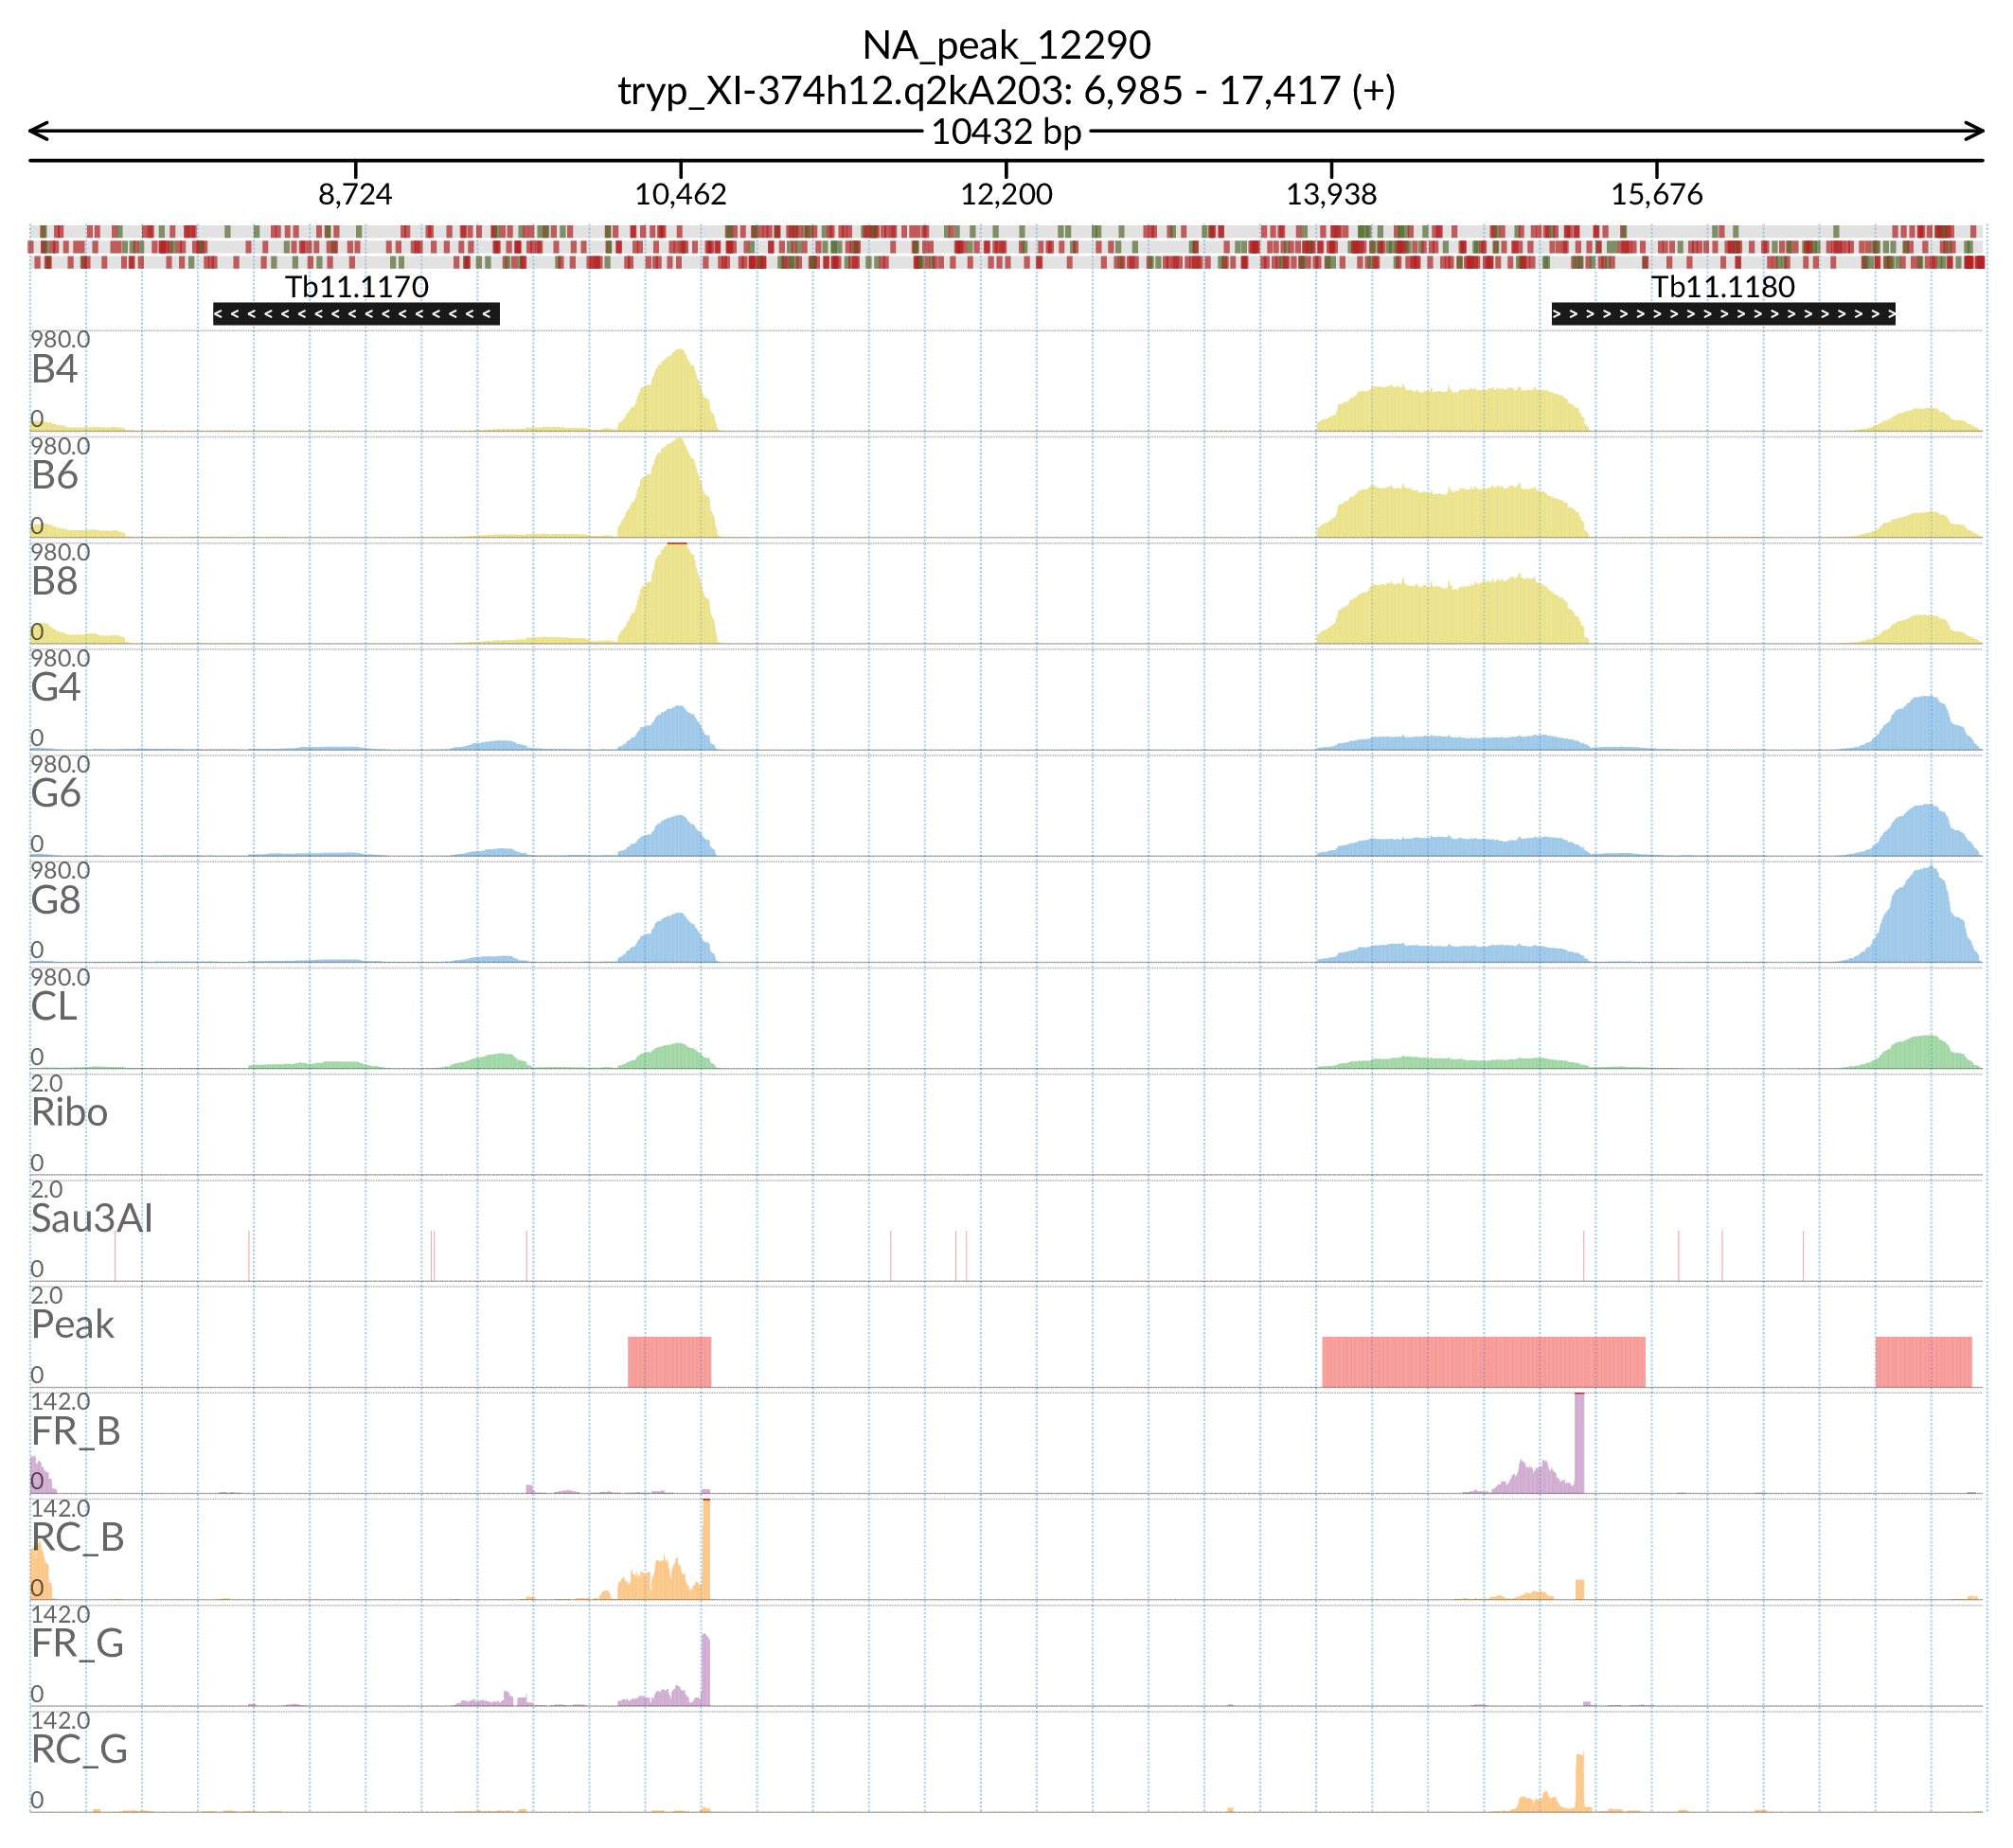 NA_peak_12290
tryp_XI-374h12.q2kA203: 6,985 - 17,417 (+)
10432 bp
8,724 10,462 12,200 13,938 15,676
Tb11.1170 Tb11.1180
980.0
B4
0
980.0
B6
0
980.0
B8
0
980.0
G4
0
980.0
G6
0
980.0
G8
0
980.0
CL
0
2.0
Ribo
0
2.0
Sau3AI
0
2.0
Peak
0
142.0
FR_B
0
142.0
RC_B
0
142.0
FR_G
0
142.0
RC_G
0